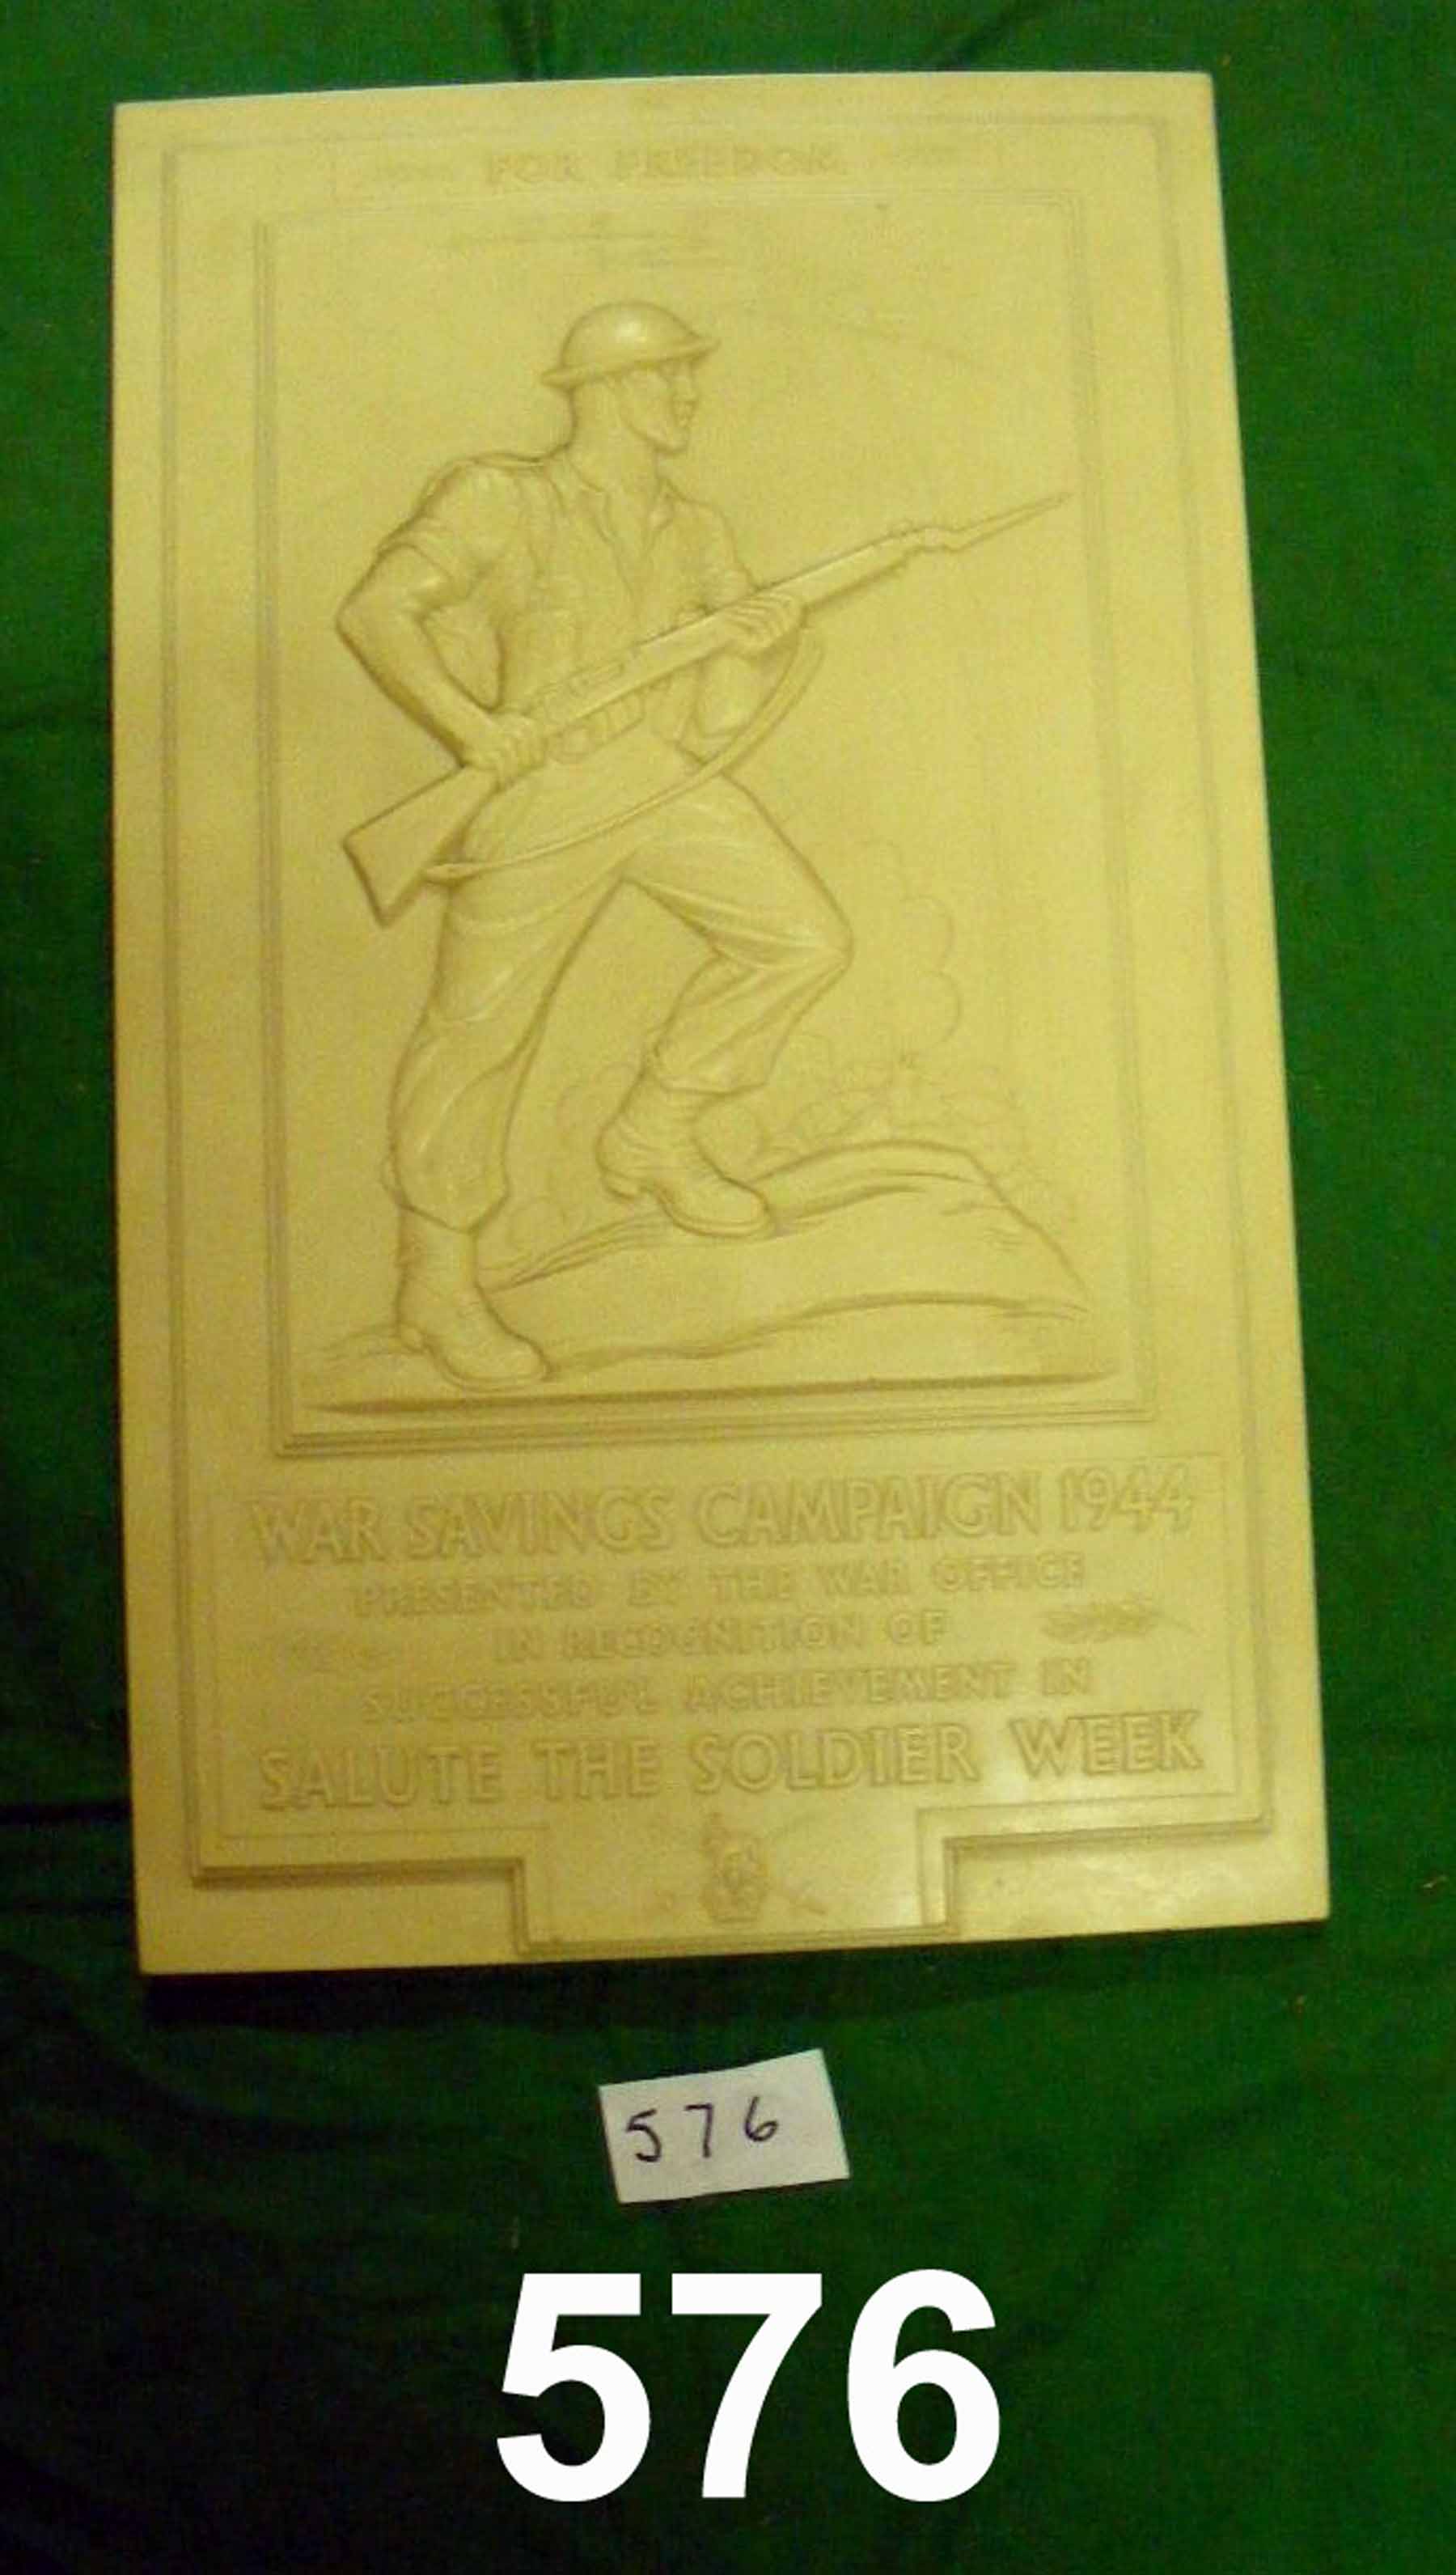 FOR FREEDOM
WAR SAVINGS CAMPAIGN 1944
PRESENTED BY THE WAR OFFICE
IN RECOGNITION OF
SUCCESSFUL ACHIEVEMENT IN
SALUTE THE SOLDIER WEEK
576
576